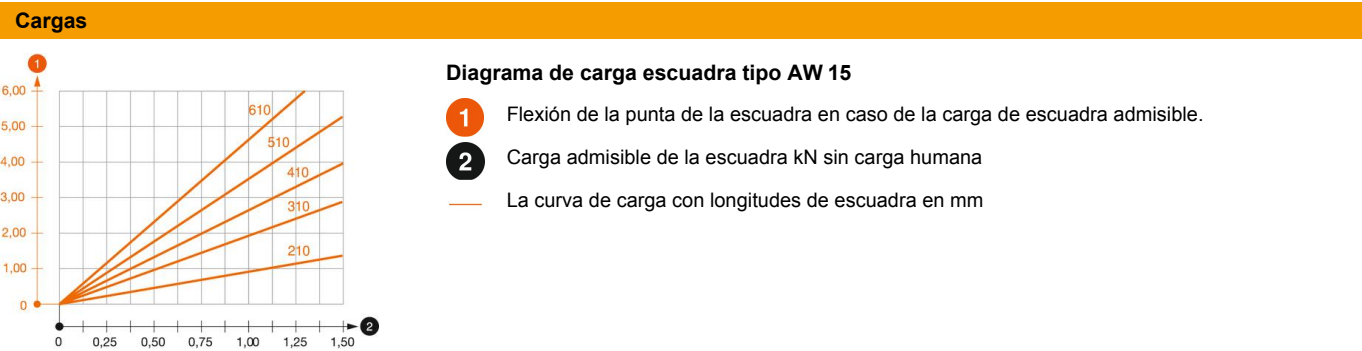 Cargas
1
6,00
5,00
4,00
3,00
2,00
1,00
0
610
510
410
310
210
2
0 0,25 0,50 0,75 1,00 1,25 1,50
Diagrama de carga escuadra tipo AW 15
1 Flexión de la punta de la escuadra en caso de la carga de escuadra admisible.
2 Carga admisible de la escuadra kN sin carga humana
La curva de carga con longitudes de escuadra en mm